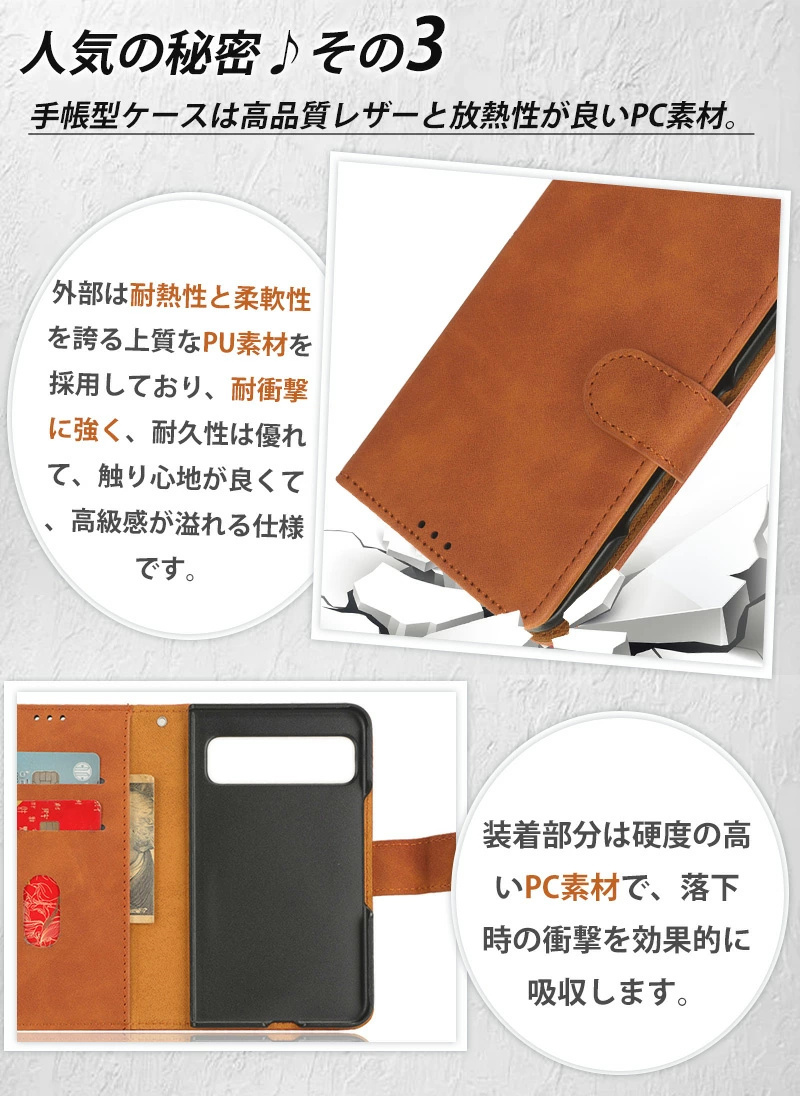 人気の秘密♪その3
手帳型ケースは高品質レザーと放熱性が良いPC素材。
外部は耐熱性と柔軟性
を誇る上質なPU素材を
採用しており、耐衝撃
に強く、耐久性は優れ
て、触り心地が良くて
、高級感が溢れる仕様
です。
装着部分は硬度の高
いPC素材で、落下
時の衝撃を効果的に
吸収します。